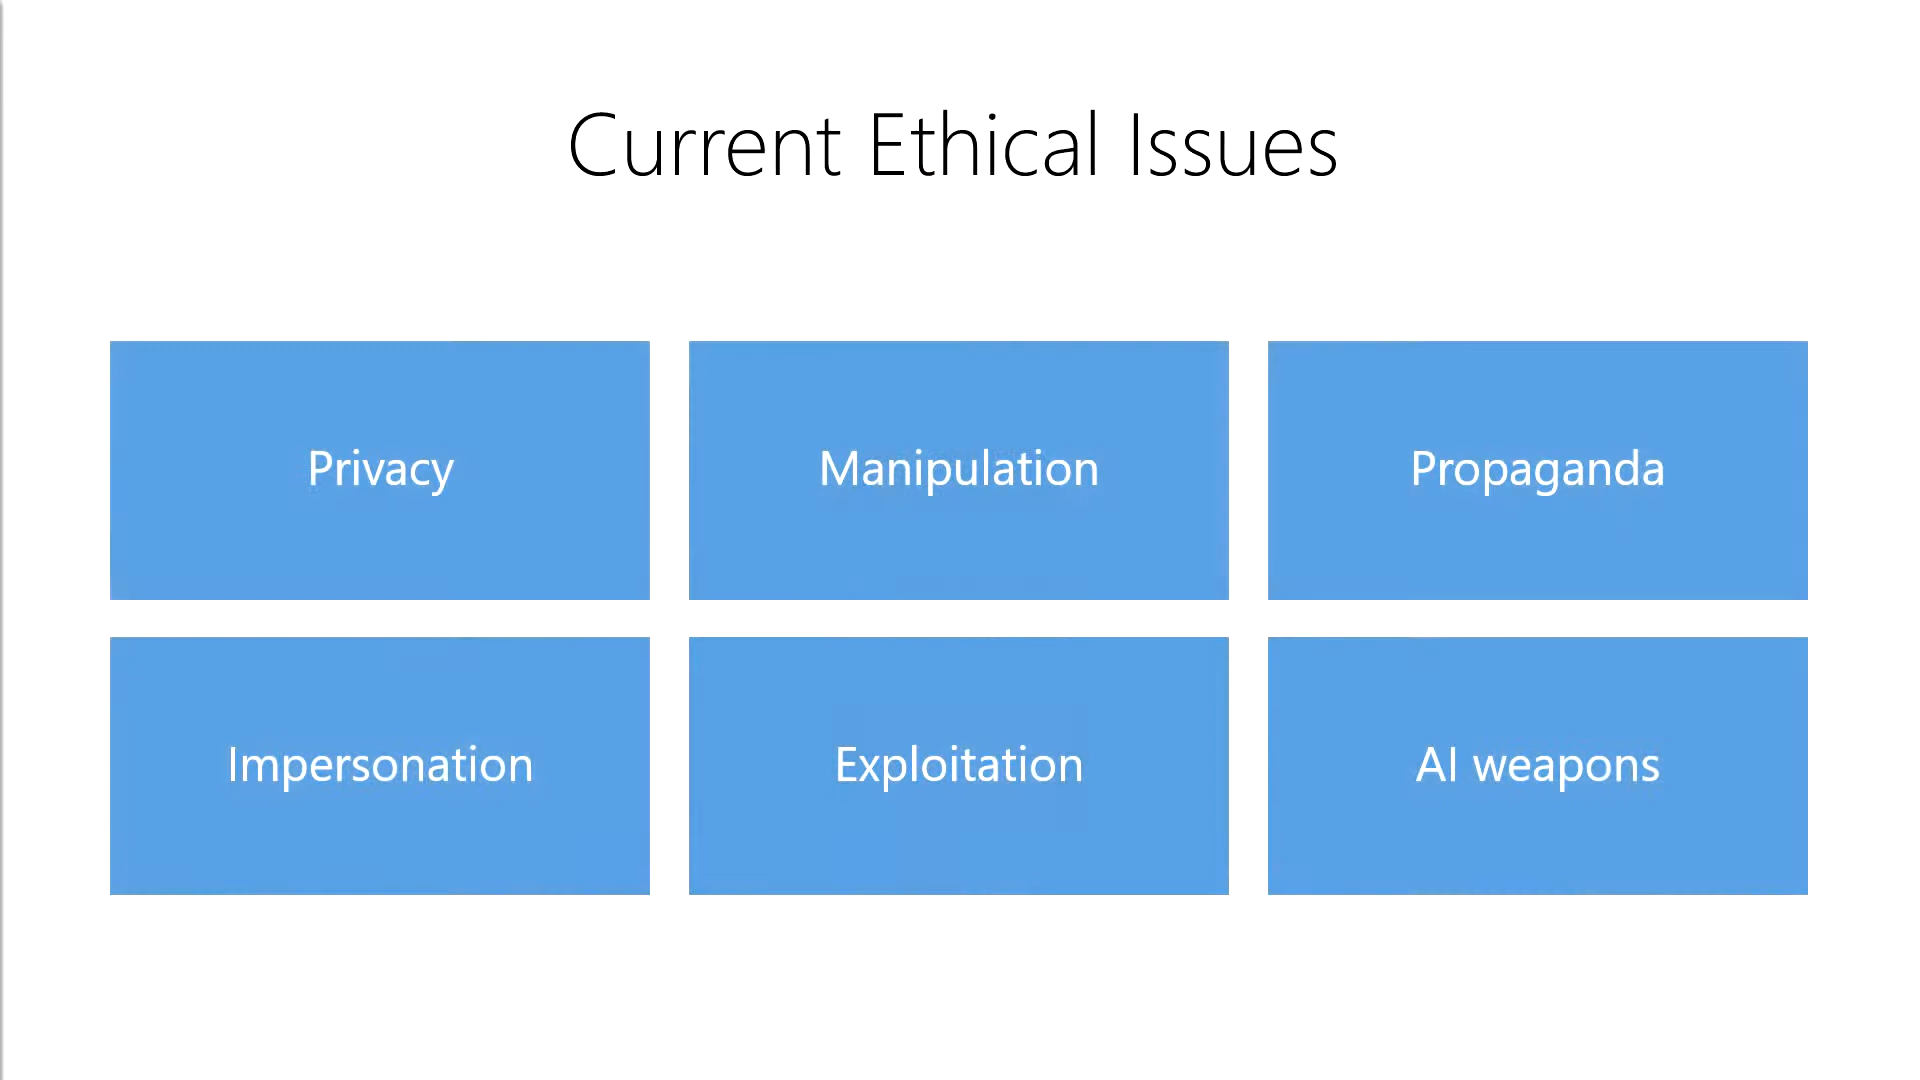 Current Ethical Issues
Privacy
Manipulation
Propaganda
Impersonation
Exploitation
AI weapons